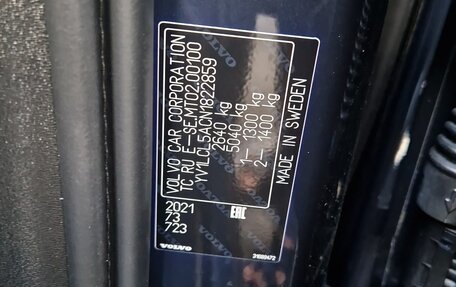 VOLVO CAR CORPORATION
TC RU E-SE.MT02.00100
YV1LCL5ACN1822859
2640 kg
5040 kg
1- 1300 kg
2- 1400 kg
MADE IN SWEDEN
2021
73
723
EAC
VOLVO
31689472